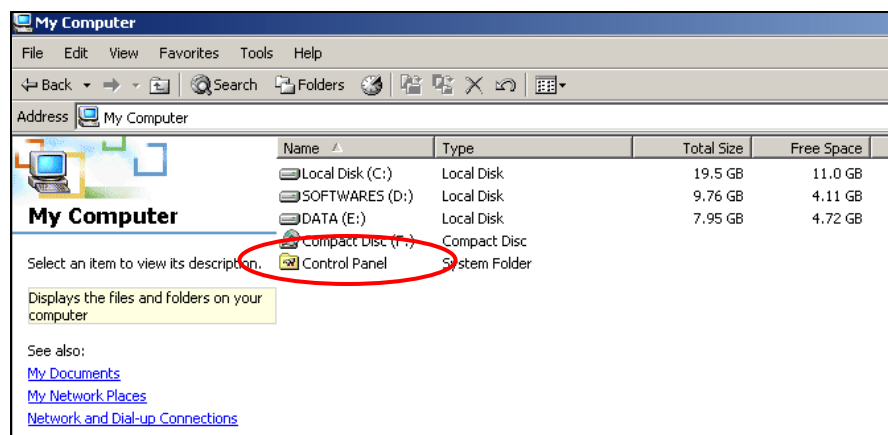 My Computer
File Edit View Favorites Tools Help
Back Search Folders
Address My Computer
Name Type Total Size Free Space
Local Disk (C:) Local Disk 19.5 GB 11.0 GB
SOFTWARES (D:) Local Disk 9.76 GB 4.11 GB
DATA (E:) Local Disk 7.95 GB 4.72 GB
Compact Disc (F:) Compact Disc
Control Panel System Folder
My Computer
Select an item to view its description.
Displays the files and folders on your
computer
See also:
My Documents
My Network Places
Network and Dial-up Connections